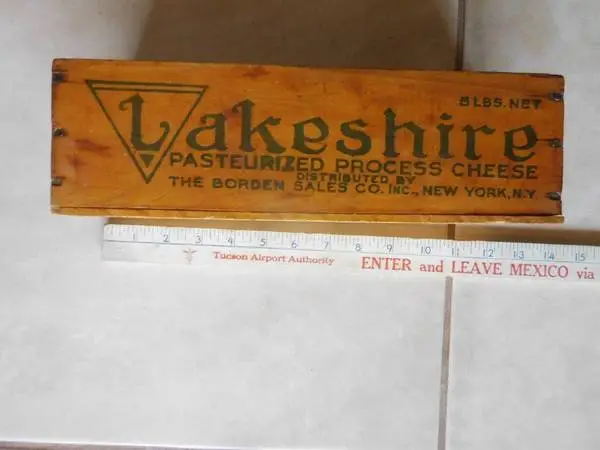 5 LBS. NET
Lakeshire
PASTEURIZED PROCESS CHEESE
DISTRIBUTED BY
THE BORDEN SALES CO. INC., NEW YORK, N.Y.
1 2 3 4 5 6 7 8 9 10 11 12 13 14 15
Tucson Airport Authority ENTER and LEAVE MEXICO via